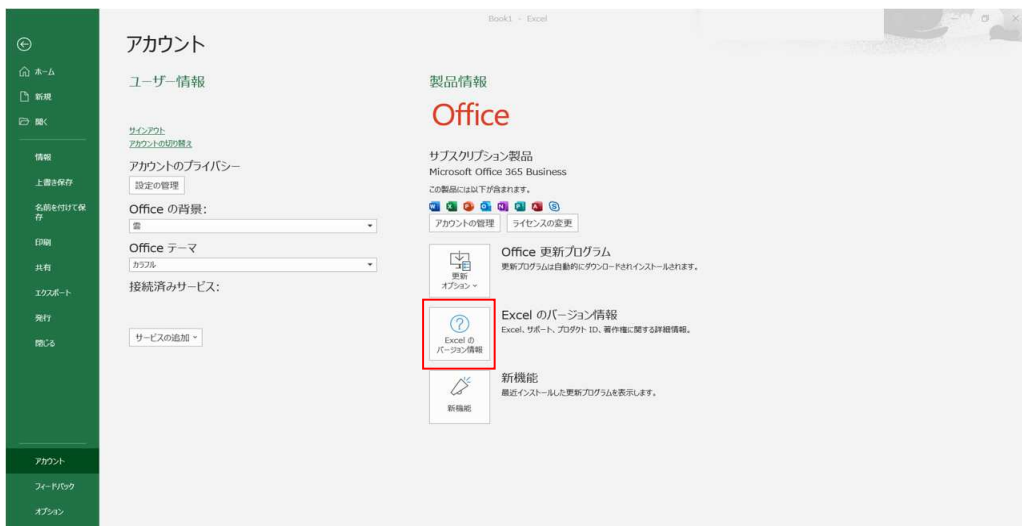 Book1 - Excel
アカウント
ホーム
新規
開く
情報
上書き保存
名前を付けて保
存
印刷
共有
エクスポート
発行
閉じる
アカウント
フィードバック
オプション
ユーザー情報
サインアウト
アカウントの切り替え
アカウントのプライバシー
設定の管理
Office の背景:
雲
Office テーマ
カラフル
接続済みサービス:
サービスの追加
製品情報
Office
サブスクリプション製品
Microsoft Office 365 Business
この製品には以下が含まれます。
アカウントの管理 ライセンスの変更
更新
オプション
Office 更新プログラム
更新プログラムは自動的にダウンロードされインストールされます。
Excel の
バージョン情報
Excel のバージョン情報
Excel、サポート、プロダクト ID、著作権に関する詳細情報。
新機能
新機能
最近インストールした更新プログラムを表示します。